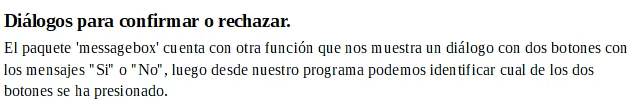 Diálogos para confirmar o rechazar.
El paquete 'messagebox' cuenta con otra función que nos muestra un diálogo con dos botones con
los mensajes "Si" o "No", luego desde nuestro programa podemos identificar cual de los dos
botones se ha presionado.